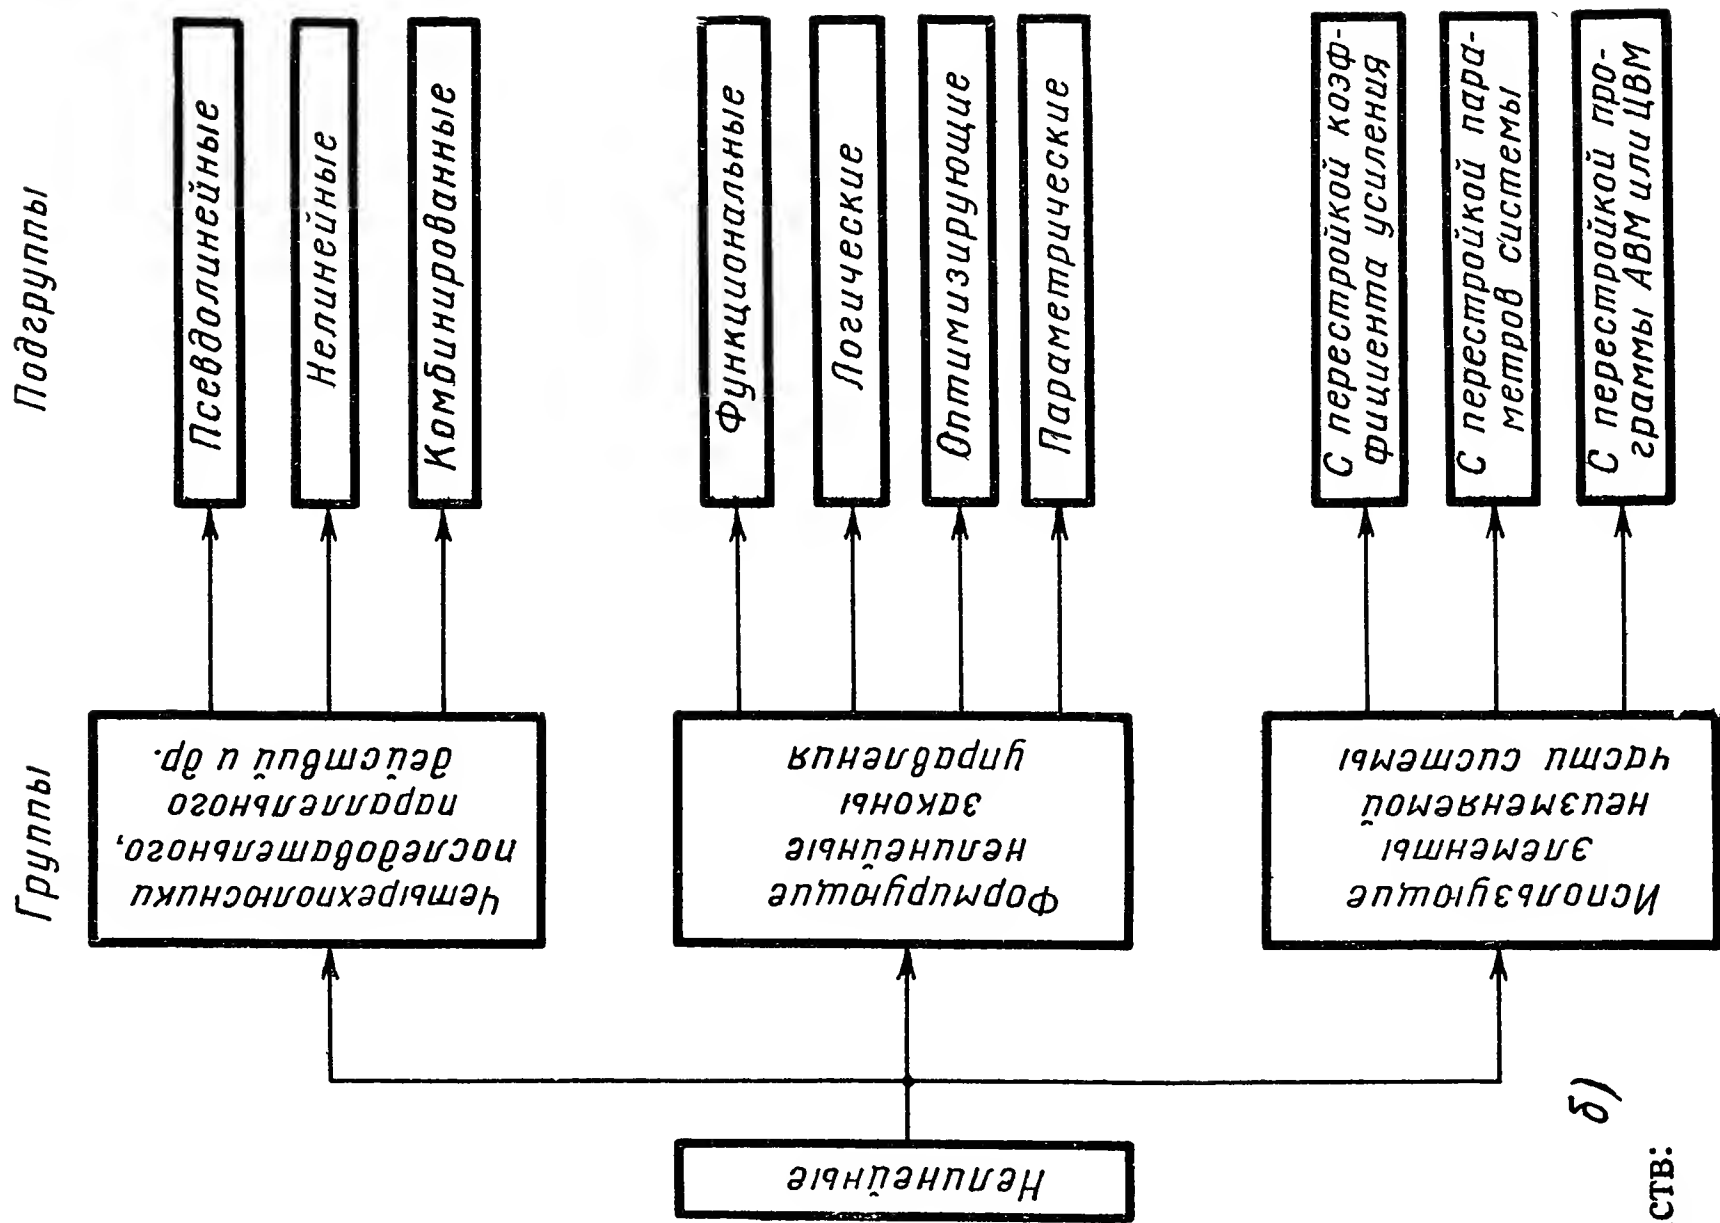 Подгруппы
Псевдолинейные
Нелинейные
Комбинированные
Функциональные
Логические
Оптимизирующие
Параметрические
С перестройкой коэф-
фициента усиления
С перестройкой пара-
метров системы
С перестройкой про-
граммы АВМ или ЦВМ
Группы
Четырехполюсники
последовательного,
параллельного
действий и др.
Формирующие
нелинейные
законы
управления
Использующие
элементы
неизменяемой
части системы
Нелинейные
б)
ств: